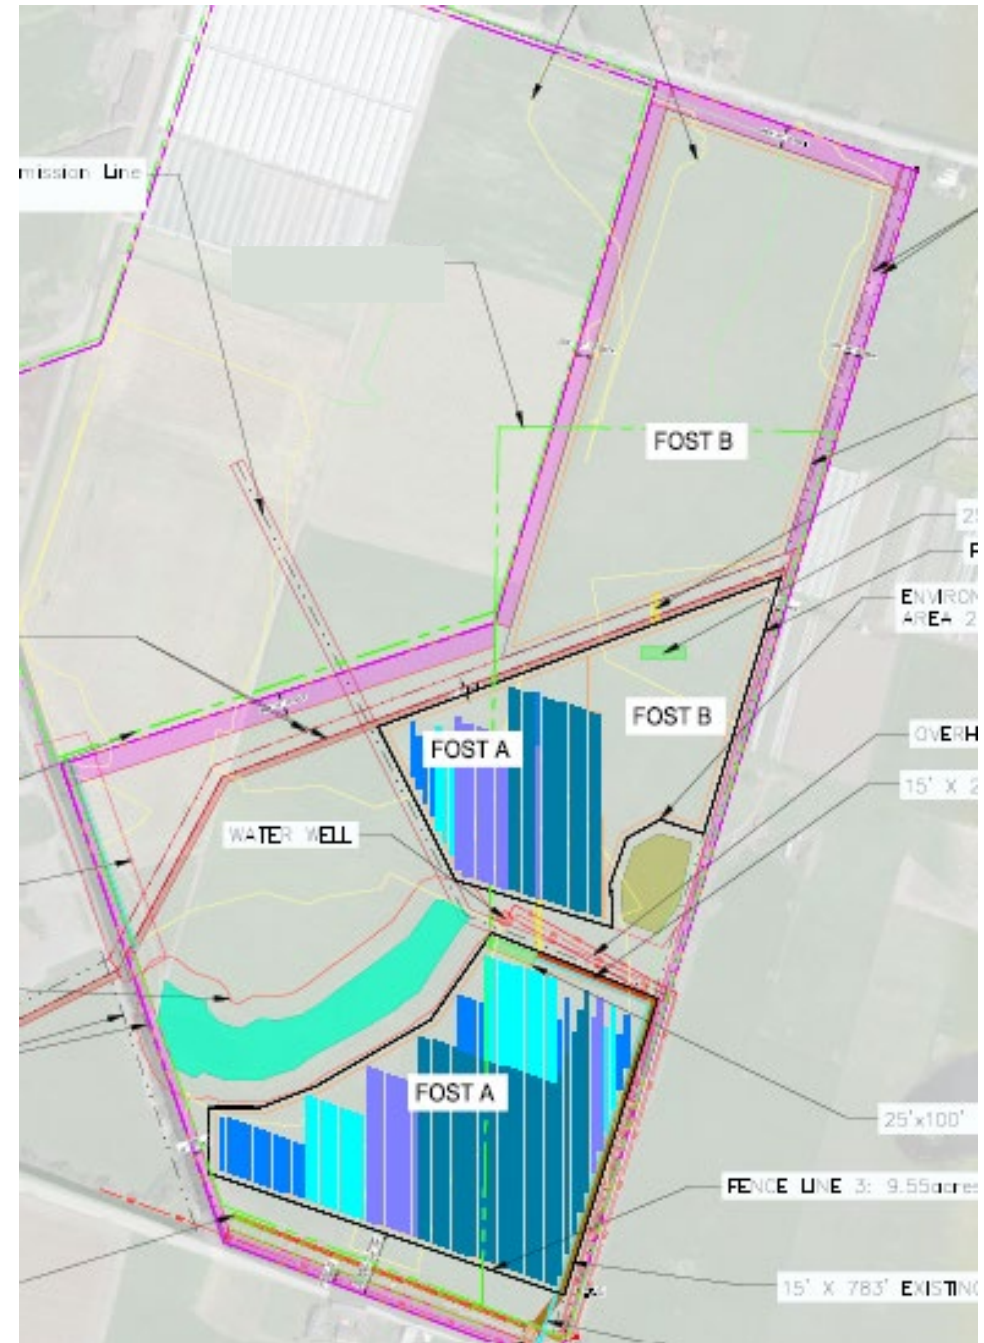 mission Line
FOST B
25
F
ENVIRON
AREA 2
FOST B
FOST A
OVERH
15' X 2
WATER WELL
FOST A
25'x100'
FENCE LINE 3: 9.55acres
15' X 783' EXISTING